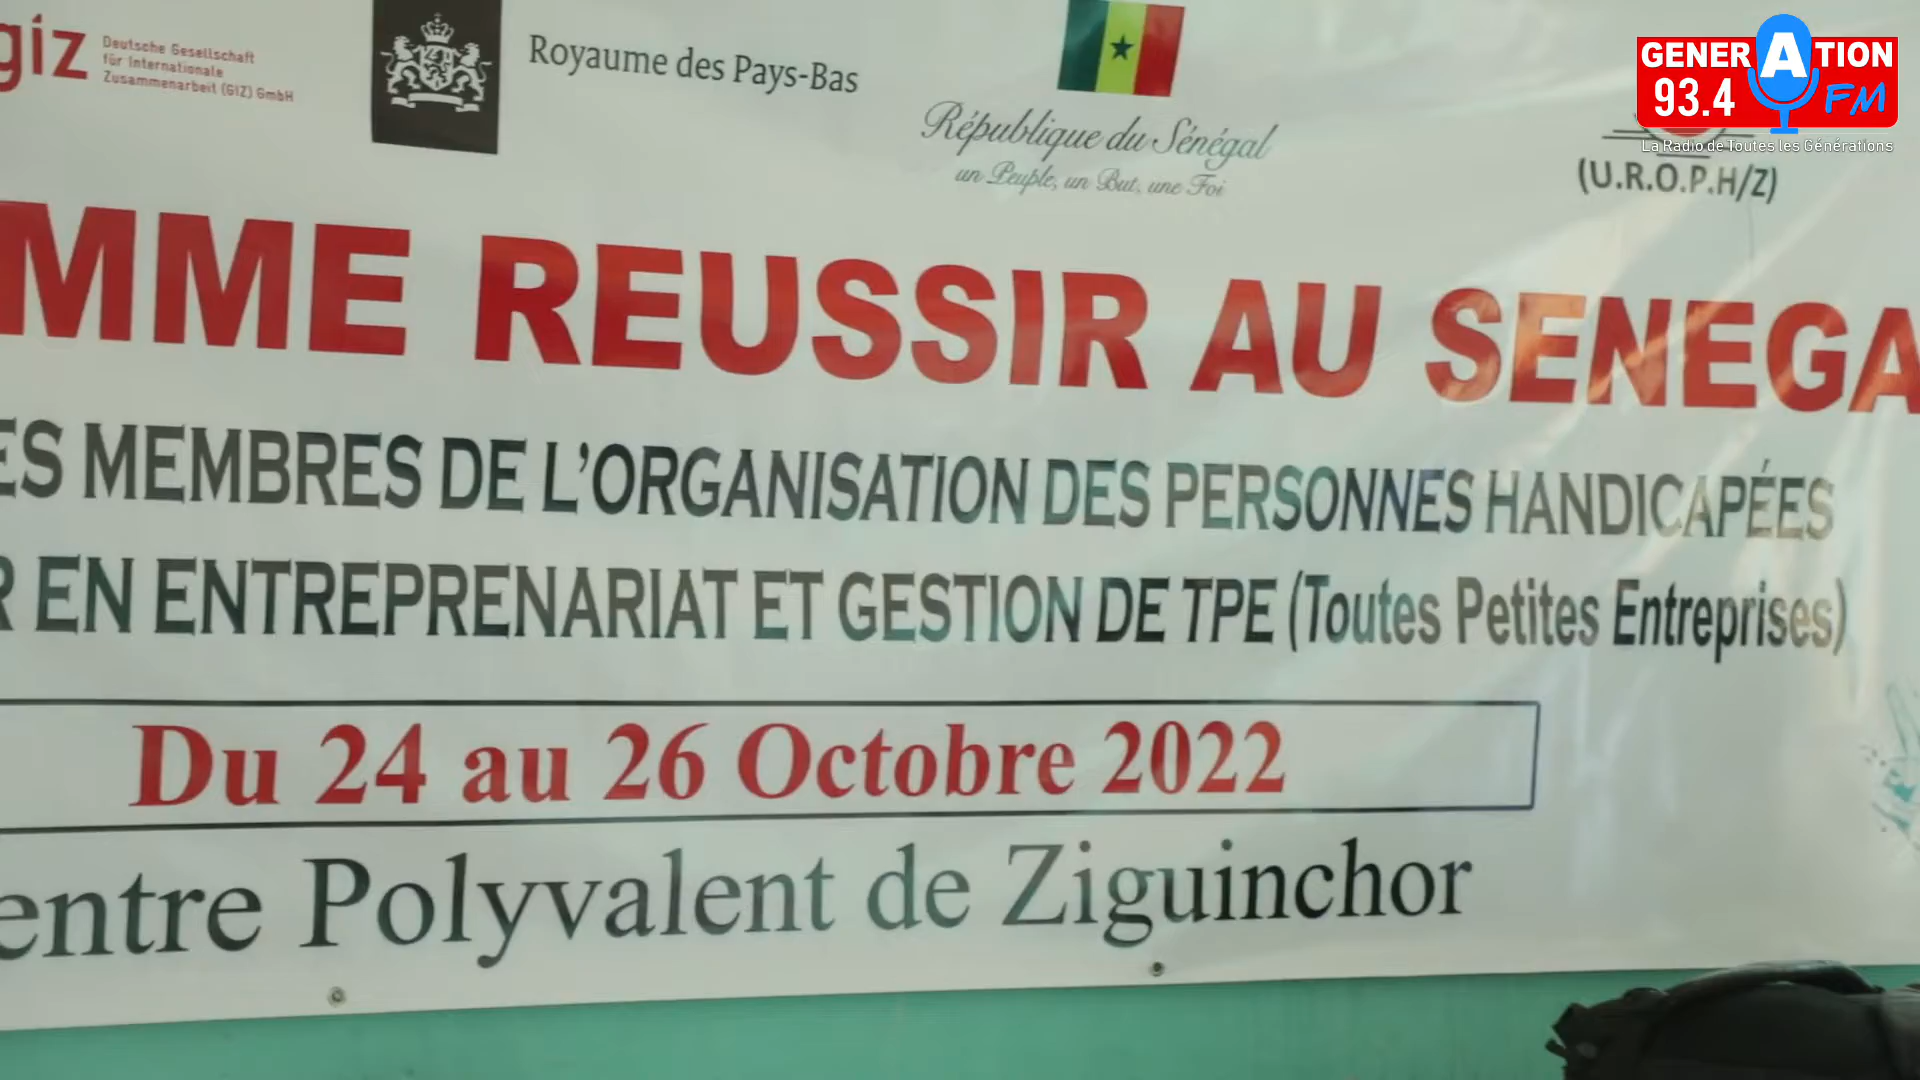 giz Deutsche Gesellschaft
für Internationale
Zusammenarbeit (GIZ) GmbH
Royaume des Pays-Bas
République du Sénégal
un Peuple, un But, une Foi
GENERATION
93.4 FM
La Radio de Toutes les Générations
(U.R.O.P.H/Z)
MME REUSSIR AU SENEGA
ES MEMBRES DE L'ORGANISATION DES PERSONNES HANDICAPÉES
R EN ENTREPRENARIAT ET GESTION DE TPE (Toutes Petites Entreprises)
Du 24 au 26 Octobre 2022
entre Polyvalent de Ziguinchor